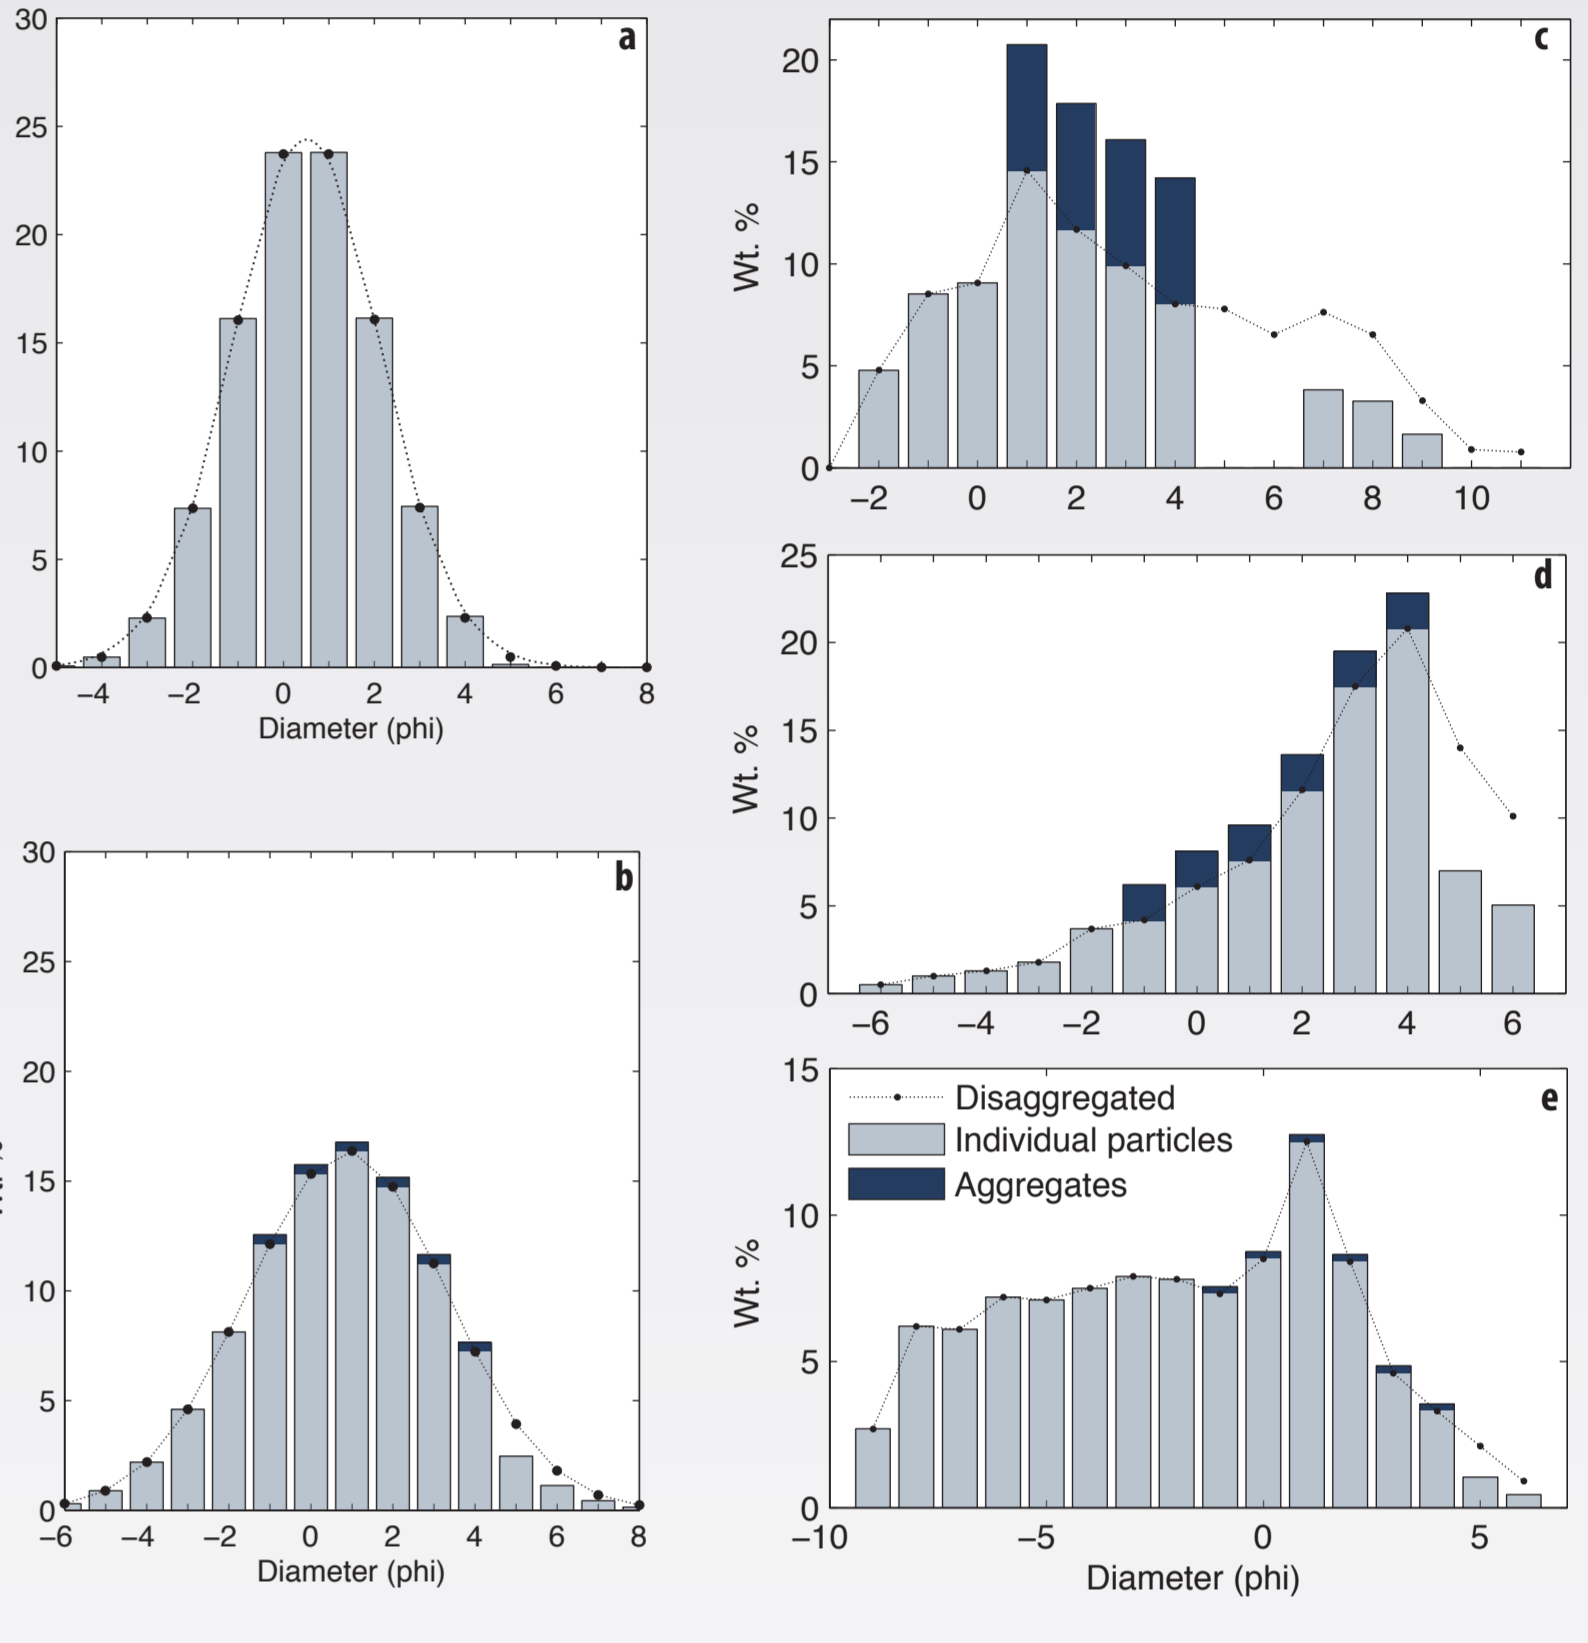 30
a
25
20
15
10
5
0
−4 −2 0 2 4 6 8
Diameter (phi)
30
b
25
20
15
10
5
0
−6 −4 −2 0 2 4 6 8
Diameter (phi)
c
20
15
Wt. %
10
5
0
−2 0 2 4 6 8 10
25
d
20
15
Wt. %
10
5
0
−6 −4 −2 0 2 4 6
15
e
Disaggregated
Individual particles
Aggregates
10
Wt. %
5
0
−10 −5 0 5
Diameter (phi)